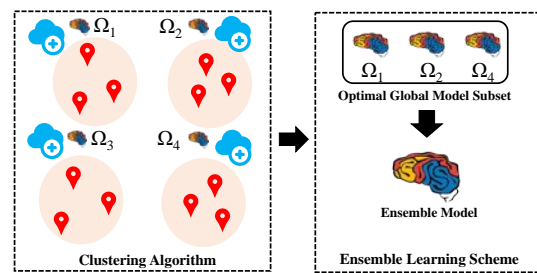 Ω1 Ω2
Ω3 Ω4
Clustering Algorithm
Ω1 Ω2 Ω4
Optimal Global Model Subset
Ensemble Model
Ensemble Learning Scheme